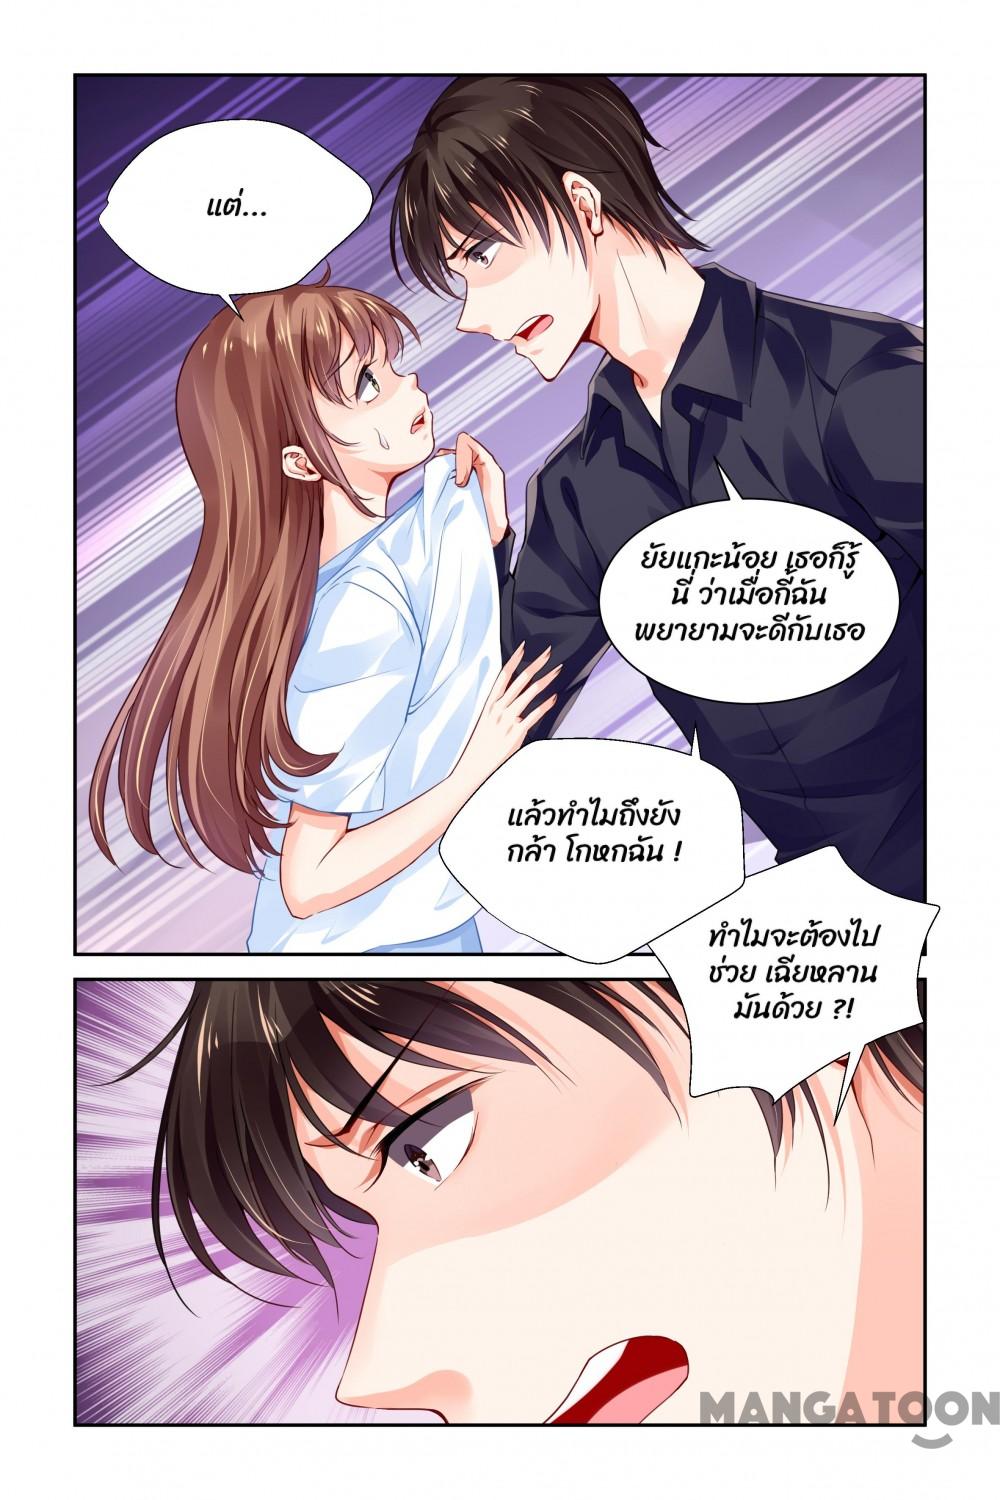 แต่...
ยัยแกะน้อย เธอก็รู้
นี่ ว่าเมื่อกี้ฉัน
พยายามจะดีกับเธอ
แล้วทำไมถึงยัง
กล้า โกหกฉัน !
ทำไมจะต้องไป
ช่วย เฉียหลาน
มันด้วย ?!
MANGATOON